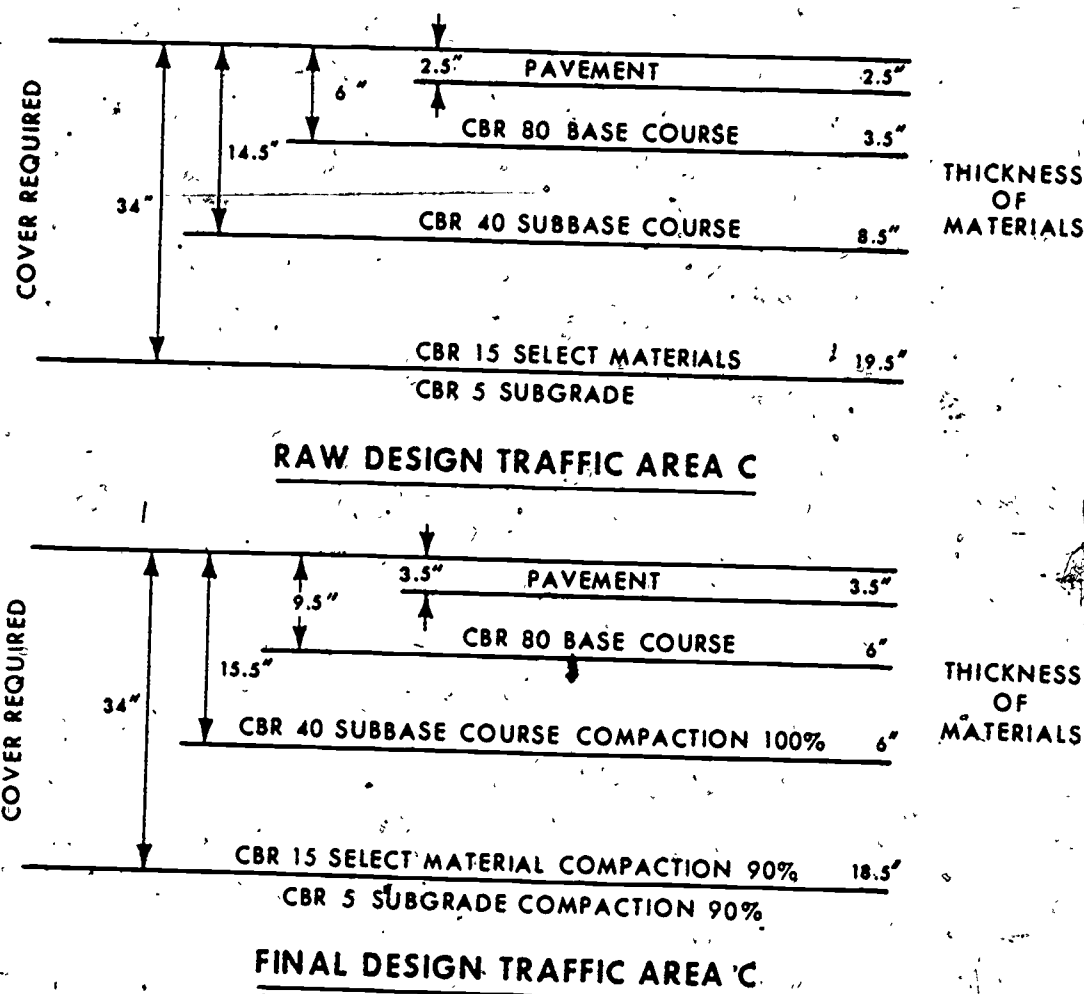 COVER REQUIRED
2.5" PAVEMENT 2.5"
6"
CBR 80 BASE COURSE 3.5"
14.5"
THICKNESS
OF
MATERIALS
34"
CBR 40 SUBBASE COURSE 8.5"
CBR 15 SELECT MATERIALS 19.5"
CBR 5 SUBGRADE
RAW DESIGN TRAFFIC AREA C
COVER REQUIRED
3.5" PAVEMENT 3.5"
9.5"
CBR 80 BASE COURSE 6"
15.5"
THICKNESS
OF
MATERIALS
34"
CBR 40 SUBBASE COURSE COMPACTION 100% 6"
CBR 15 SELECT MATERIAL COMPACTION 90% 18.5"
CBR 5 SUBGRADE COMPACTION 90%
FINAL DESIGN TRAFFIC AREA C